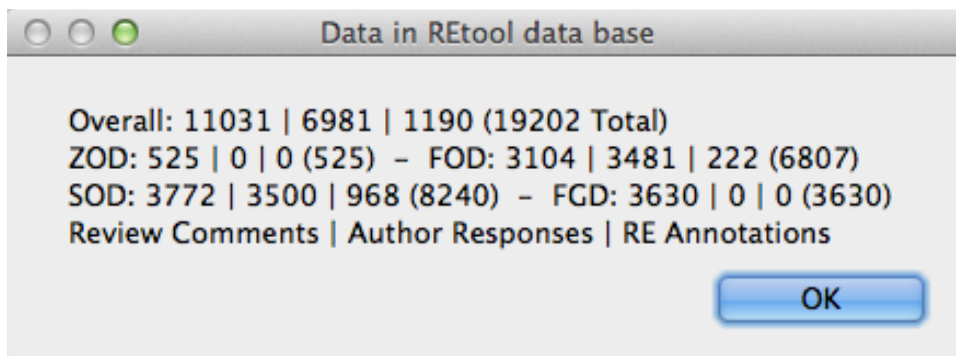 Data in REtool data base
Overall: 11031 | 6981 | 1190 (19202 Total)
ZOD: 525 | 0 | 0 (525) – FOD: 3104 | 3481 | 222 (6807)
SOD: 3772 | 3500 | 968 (8240) – FGD: 3630 | 0 | 0 (3630)
Review Comments | Author Responses | RE Annotations
OK